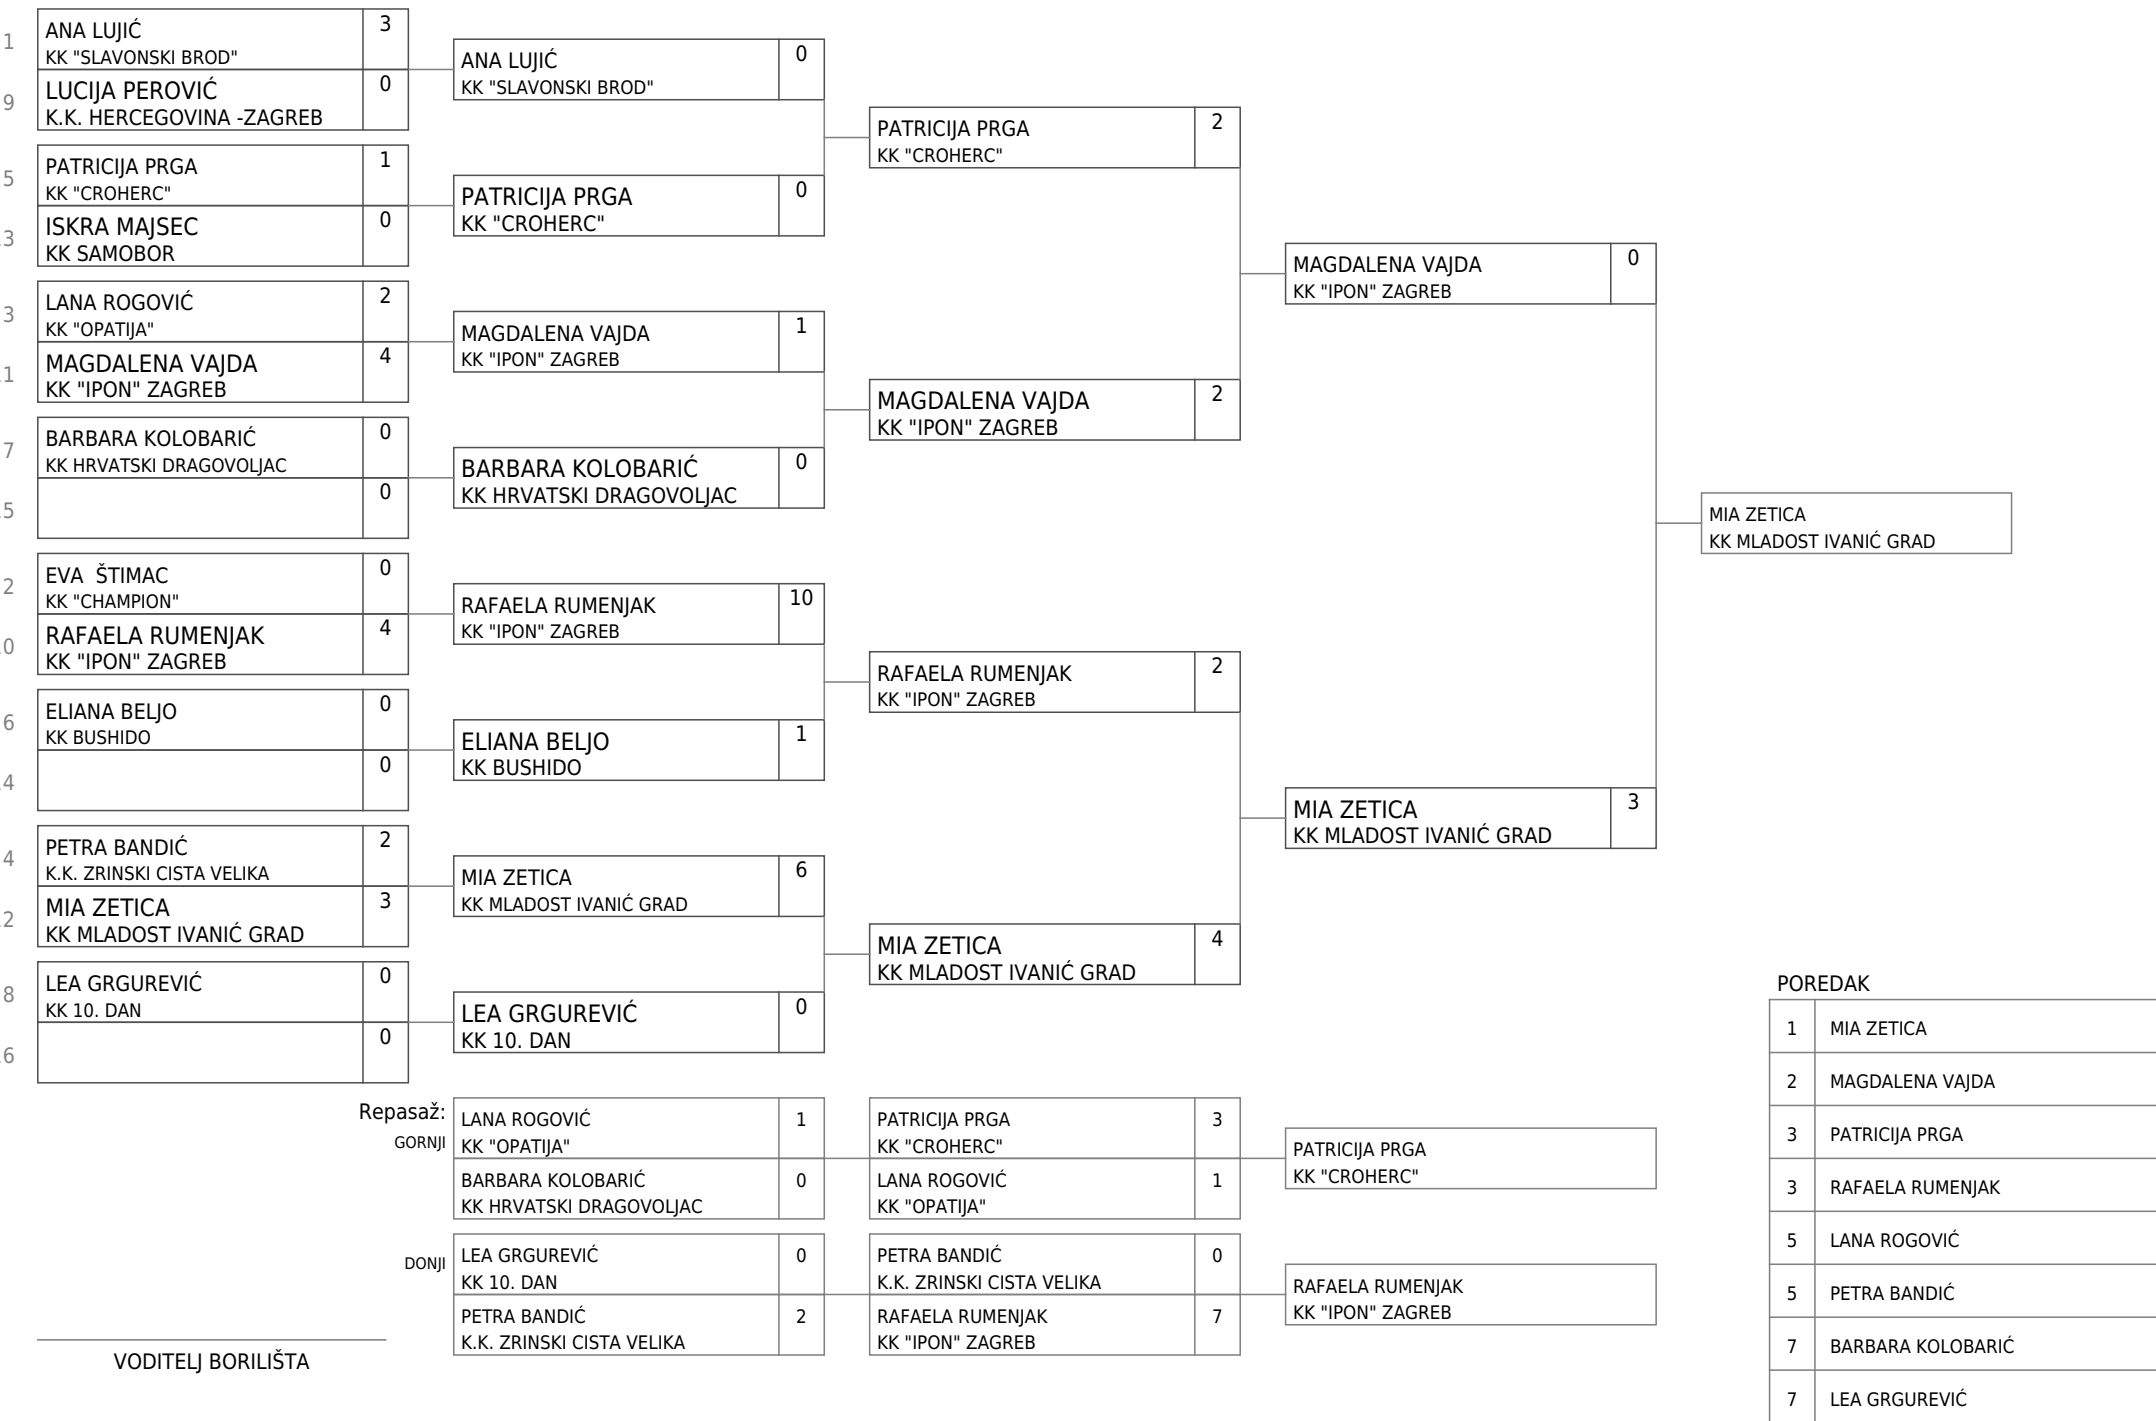 1
ANA LUJIĆ
KK "SLAVONSKI BROD"
3
9
LUCIJA PEROVIĆ
K.K. HERCEGOVINA -ZAGREB
0
5
PATRICIJA PRGA
KK "CROHERC"
1
3
ISKRA MAJSEC
KK SAMOBOR
0
3
LANA ROGOVIĆ
KK "OPATIJA"
2
1
MAGDALENA VAJDA
KK "IPON" ZAGREB
4
7
BARBARA KOLOBARIĆ
KK HRVATSKI DRAGOVOLJAC
0
5
0
2
EVA  ŠTIMAC
KK "CHAMPION"
0
0
RAFAELA RUMENJAK
KK "IPON" ZAGREB
4
6
ELIANA BELJO
KK BUSHIDO
0
4
0
4
PETRA BANDIĆ
K.K. ZRINSKI CISTA VELIKA
2
2
MIA ZETICA
KK MLADOST IVANIĆ GRAD
3
8
LEA GRGUREVIĆ
KK 10. DAN
0
6
0
ANA LUJIĆ
KK "SLAVONSKI BROD"
0
PATRICIJA PRGA
KK "CROHERC"
0
MAGDALENA VAJDA
KK "IPON" ZAGREB
1
BARBARA KOLOBARIĆ
KK HRVATSKI DRAGOVOLJAC
0
RAFAELA RUMENJAK
KK "IPON" ZAGREB
10
ELIANA BELJO
KK BUSHIDO
1
MIA ZETICA
KK MLADOST IVANIĆ GRAD
6
LEA GRGUREVIĆ
KK 10. DAN
0
PATRICIJA PRGA
KK "CROHERC"
2
MAGDALENA VAJDA
KK "IPON" ZAGREB
2
RAFAELA RUMENJAK
KK "IPON" ZAGREB
2
MIA ZETICA
KK MLADOST IVANIĆ GRAD
4
MAGDALENA VAJDA
KK "IPON" ZAGREB
0
MIA ZETICA
KK MLADOST IVANIĆ GRAD
3
MIA ZETICA
KK MLADOST IVANIĆ GRAD
Repasaž:
GORNJI
LANA ROGOVIĆ
KK "OPATIJA"
1
BARBARA KOLOBARIĆ
KK HRVATSKI DRAGOVOLJAC
0
PATRICIJA PRGA
KK "CROHERC"
3
LANA ROGOVIĆ
KK "OPATIJA"
1
PATRICIJA PRGA
KK "CROHERC"
DONJI
LEA GRGUREVIĆ
KK 10. DAN
0
PETRA BANDIĆ
K.K. ZRINSKI CISTA VELIKA
2
PETRA BANDIĆ
K.K. ZRINSKI CISTA VELIKA
0
RAFAELA RUMENJAK
KK "IPON" ZAGREB
7
RAFAELA RUMENJAK
KK "IPON" ZAGREB
VODITELJ BORILIŠTA
POREDAK
1 MIA ZETICA
2 MAGDALENA VAJDA
3 PATRICIJA PRGA
3 RAFAELA RUMENJAK
5 LANA ROGOVIĆ
5 PETRA BANDIĆ
7 BARBARA KOLOBARIĆ
7 LEA GRGUREVIĆ